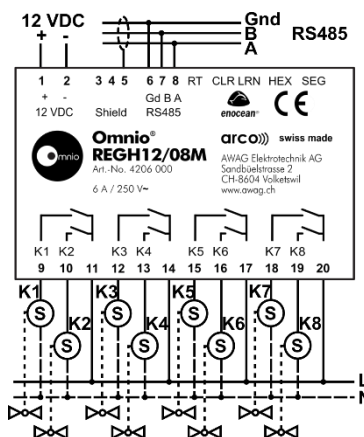 12 VDC
Gnd
+ - B RS485
A
1 2 3 4 5 6 7 8 RT CLR LRN HEX SEG
+ - Gd B A
12 VDC Shield RS485
enocean® CE
Omnio
Omnio®
REGH12/08M
Art.-No. 4206 000
6 A / 250 V~
arco))) swiss made
AWAG Elektrotechnik AG
Sandbüelstrasse 2
CH-8604 Volketswil
www.awag.ch
K1 K2 K3 K4 K5 K6 K7 K8
9 10 11 12 13 14 15 16 17 18 19 20
K1 K3 K5 K7
S S S S
K2 K4 K6 K8
S S S S
L
N